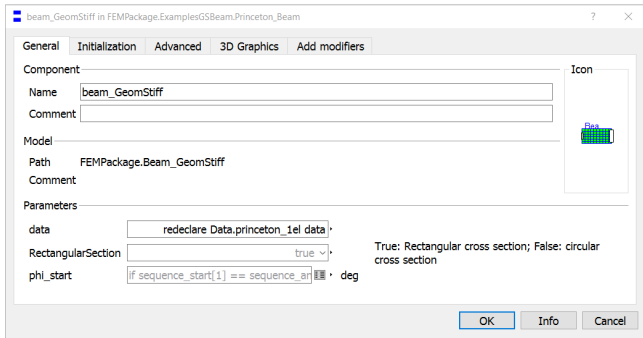 beam_GeomStiff in FEMPackage.ExamplesGSBeam.Princeton_Beam ? ×
General Initialization Advanced 3D Graphics Add modifiers
Component Icon
Name beam_GeomStiff
Comment
Bea
Model
Path FEMPackage.Beam_GeomStiff
Comment
Parameters
data redeclare Data.princeton_1el data
RectangularSection true True: Rectangular cross section; False: circular
cross section
phi_start if sequence_start[1] == sequence_an deg
OK Info Cancel